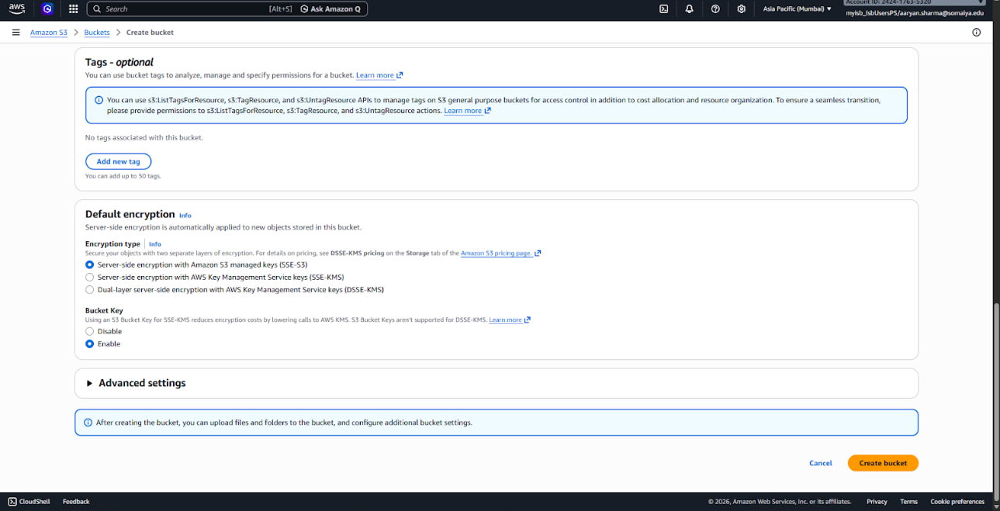 aws
Search [Alt+S] Ask Amazon Q
Asia Pacific (Mumbai)
Account ID: 2424-1763-5320
myisb_IsbUsersPS/aaryan.sharma@somaiya.edu
Amazon S3 > Buckets > Create bucket
Tags - optional
You can use bucket tags to analyze, manage and specify permissions for a bucket. Learn more
You can use s3:ListTagsForResource, s3:TagResource, and s3:UntagResource APIs to manage tags on S3 general purpose buckets for access control in addition to cost allocation and resource organization. To ensure a seamless transition,
please provide permissions to s3:ListTagsForResource, s3:TagResource, and s3:UntagResource actions. Learn more
No tags associated with this bucket.
Add new tag
You can add up to 50 tags.
Default encryption Info
Server-side encryption is automatically applied to new objects stored in this bucket.
Encryption type Info
Secure your objects with two separate layers of encryption. For details on pricing, see DSSE-KMS pricing on the Storage tab of the Amazon S3 pricing page.
Server-side encryption with Amazon S3 managed keys (SSE-S3)
Server-side encryption with AWS Key Management Service keys (SSE-KMS)
Dual-layer server-side encryption with AWS Key Management Service keys (DSSE-KMS)
Bucket Key
Using an S3 Bucket Key for SSE-KMS reduces encryption costs by lowering calls to AWS KMS. S3 Bucket Keys aren't supported for DSSE-KMS. Learn more
Disable
Enable
Advanced settings
After creating the bucket, you can upload files and folders to the bucket, and configure additional bucket settings.
Cancel Create bucket
CloudShell Feedback © 2026, Amazon Web Services, Inc. or its affiliates. Privacy Terms Cookie preferences